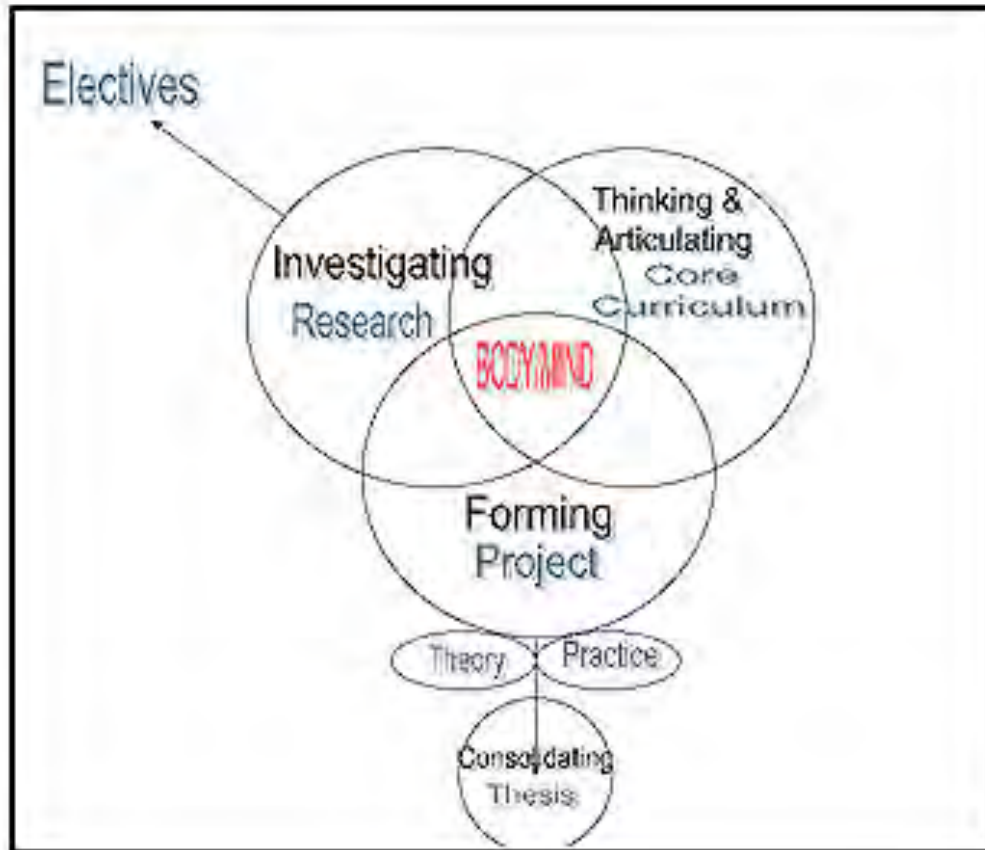 Electives
Investigating
Research
Thinking &
Articulating
Core
Curriculum
BODY/MIND
Forming
Project
Theory
Practice
Consolidating
Thesis